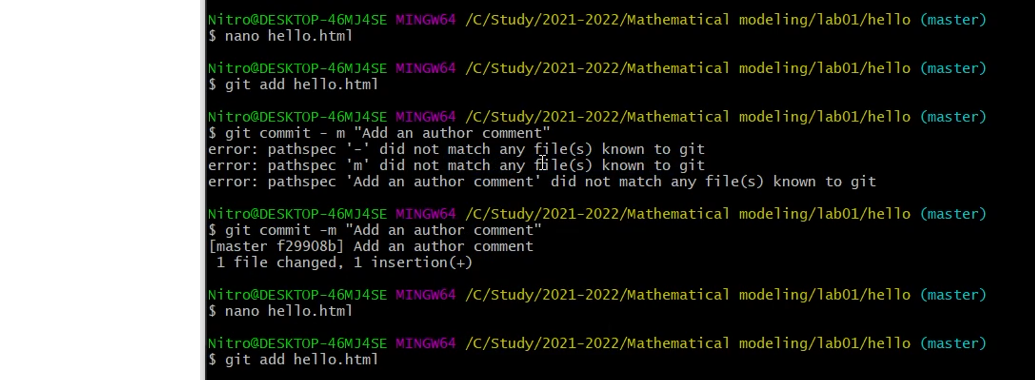 Nitro@DESKTOP-46MJ4SE MINGW64 /C/Study/2021-2022/Mathematical modeling/lab01/hello (master)
$ nano hello.html
Nitro@DESKTOP-46MJ4SE MINGW64 /C/Study/2021-2022/Mathematical modeling/lab01/hello (master)
$ git add hello.html
Nitro@DESKTOP-46MJ4SE MINGW64 /C/Study/2021-2022/Mathematical modeling/lab01/hello (master)
$ git commit - m "Add an author comment"
error: pathspec '-' did not match any file(s) known to git
error: pathspec 'm' did not match any file(s) known to git
error: pathspec 'Add an author comment' did not match any file(s) known to git
Nitro@DESKTOP-46MJ4SE MINGW64 /C/Study/2021-2022/Mathematical modeling/lab01/hello (master)
$ git commit -m "Add an author comment"
[master f29908b] Add an author comment
1 file changed, 1 insertion(+)
Nitro@DESKTOP-46MJ4SE MINGW64 /C/Study/2021-2022/Mathematical modeling/lab01/hello (master)
$ nano hello.html
Nitro@DESKTOP-46MJ4SE MINGW64 /C/Study/2021-2022/Mathematical modeling/lab01/hello (master)
$ git add hello.html